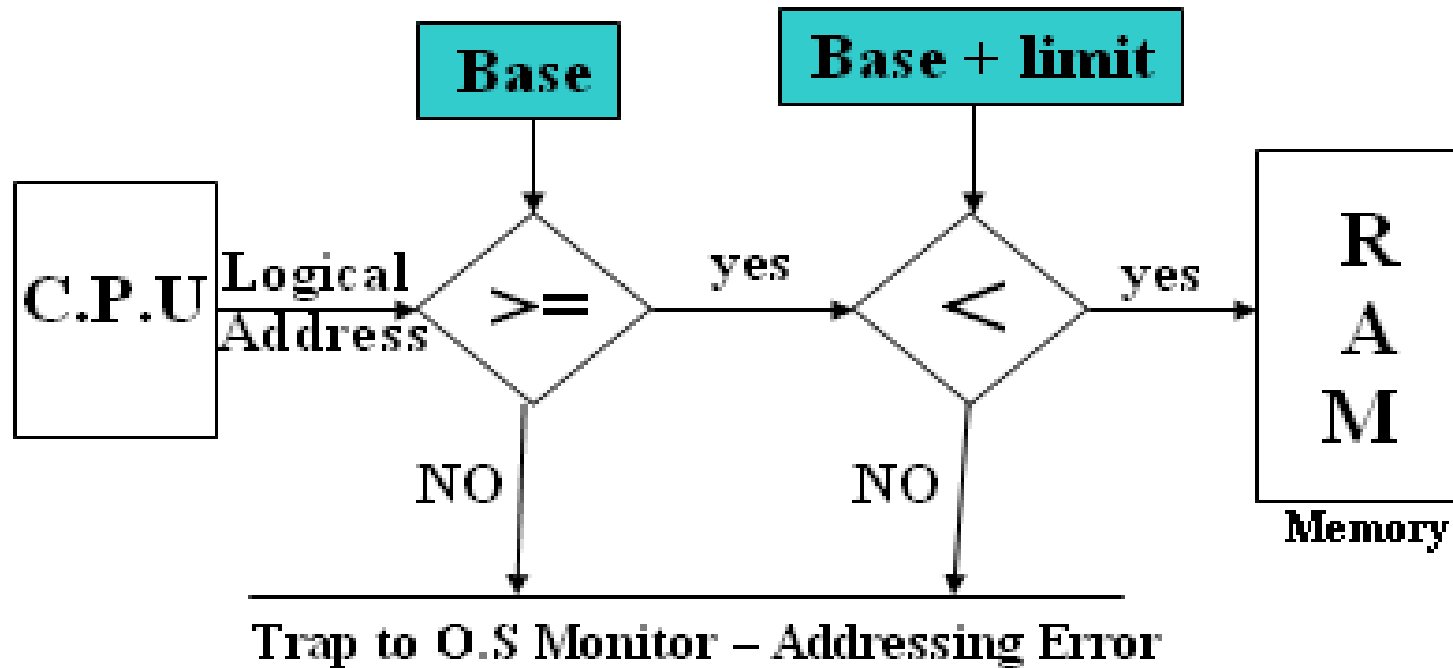 Base
Base + limit
C.P.U
Logical
Address
>=
yes
<
yes
R
A
M
NO
NO
Memory
Trap to O.S Monitor – Addressing Error